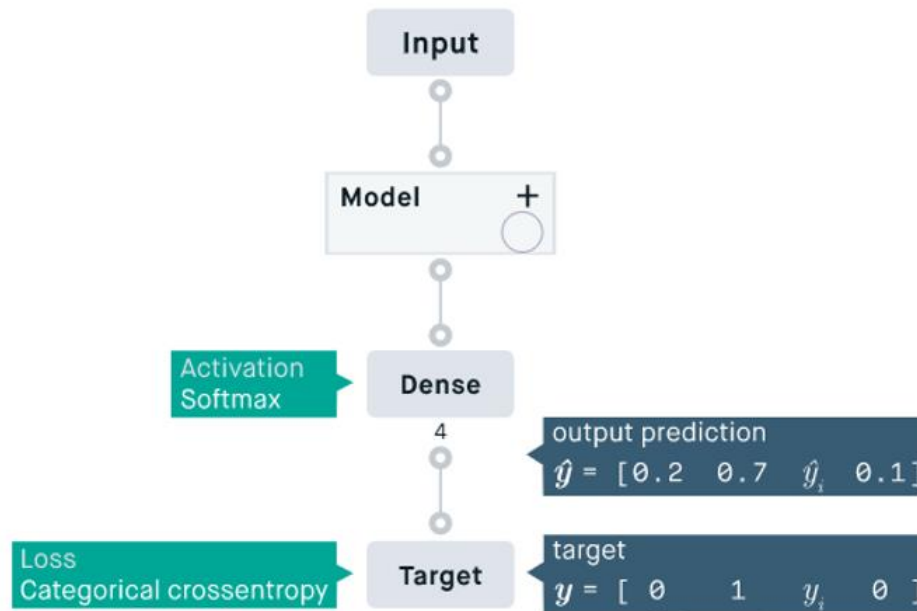 Input
Model +
Activation
Softmax
Dense
4
output prediction
ŷ = [0.2 0.7 ŷᵢ 0.1]
Loss
Categorical crossentropy
Target
target
y = [ 0 1 yᵢ 0 ]